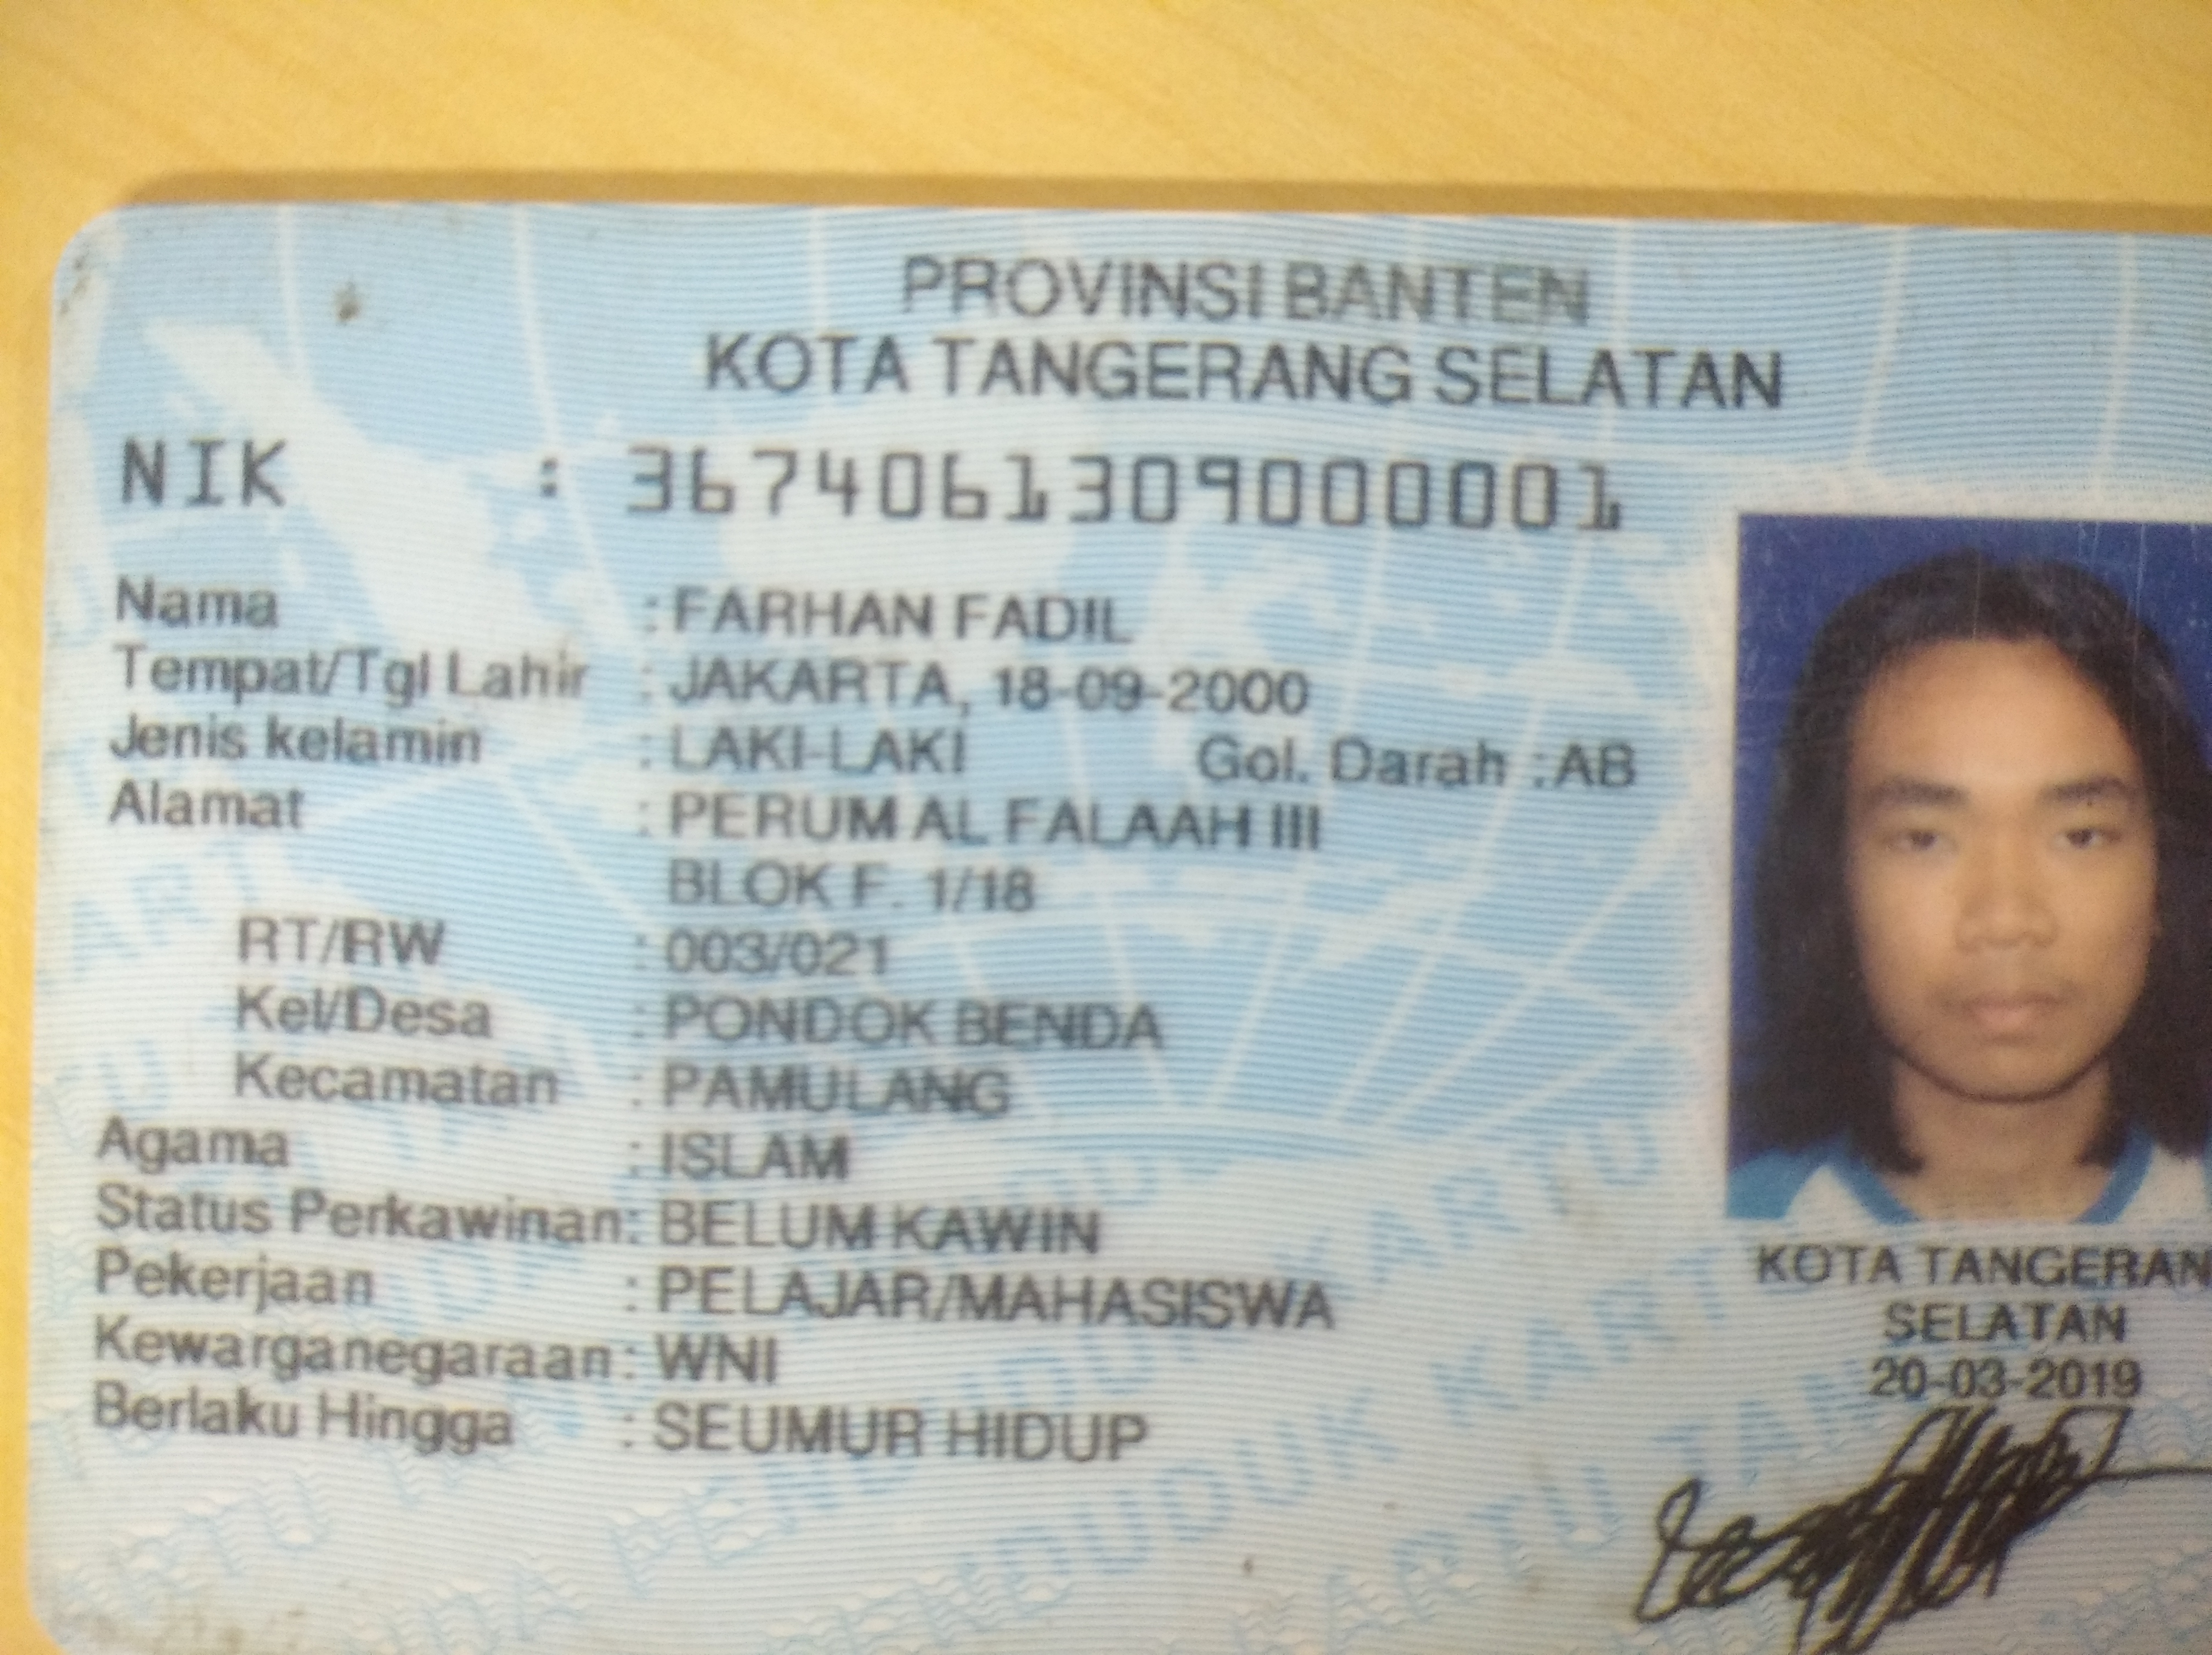 PROVINSI BANTEN
KOTA TANGERANG SELATAN
NIK : 3674061309000001
Nama : FARHAN FADIL
Tempat/Tgl Lahir : JAKARTA, 18-09-2000
Jenis kelamin : LAKI-LAKI Gol. Darah : AB
Alamat : PERUM AL FALAAH III
BLOK F. 1/18
RT/RW : 003/021
Kel/Desa : PONDOK BENDA
Kecamatan : PAMULANG
Agama : ISLAM
Status Perkawinan: BELUM KAWIN
Pekerjaan : PELAJAR/MAHASISWA
Kewarganegaraan: WNI
Berlaku Hingga : SEUMUR HIDUP
KOTA TANGERAN
SELATAN
20-03-2019